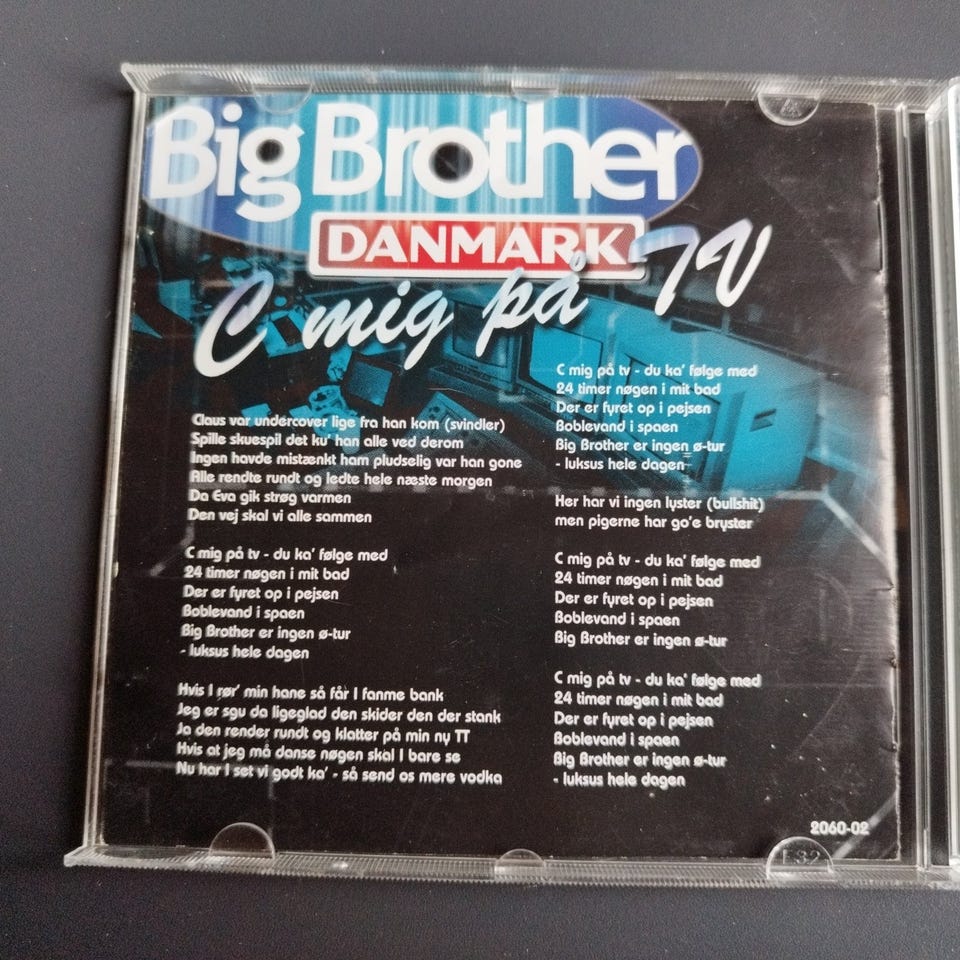 Big Brother
DANMARK
C mig på TV
Claus var undercover lige fra han kom (svindler)
Spille skuespil det ku' han alle ved derom
Ingen havde mistænkt ham pludselig var han gone
Alle rendte rundt og ledte hele næste morgen
Da Eva gik strøg varmen
Den vej skal vi alle sammen
C mig på tv - du ka' følge med
24 timer nøgen i mit bad
Der er fyret op i pejsen
Boblevand i spaen
Big Brother er ingen ø-tur
- luksus hele dagen
Hvis I rør' min hane så får I fanme bank
Jeg er sgu da ligeglad den skider den der stank
Ja den render rundt og klatter på min ny TT
Hvis at jeg må danse nøgen skal I bare se
Nu har I set vi godt ka' - så send os mere vodka
C mig på tv - du ka' følge med
24 timer nøgen i mit bad
Der er fyret op i pejsen
Boblevand i spaen
Big Brother er ingen ø-tur
- luksus hele dagen
Her har vi ingen lyster (bullshit)
men pigerne har go'e bryster
C mig på tv - du ka' følge med
24 timer nøgen i mit bad
Der er fyret op i pejsen
Boblevand i spaen
Big Brother er ingen ø-tur
C mig på tv - du ka' følge med
24 timer nøgen i mit bad
Der er fyret op i pejsen
Boblevand i spaen
Big Brother er ingen ø-tur
- luksus hele dagen
2060-02